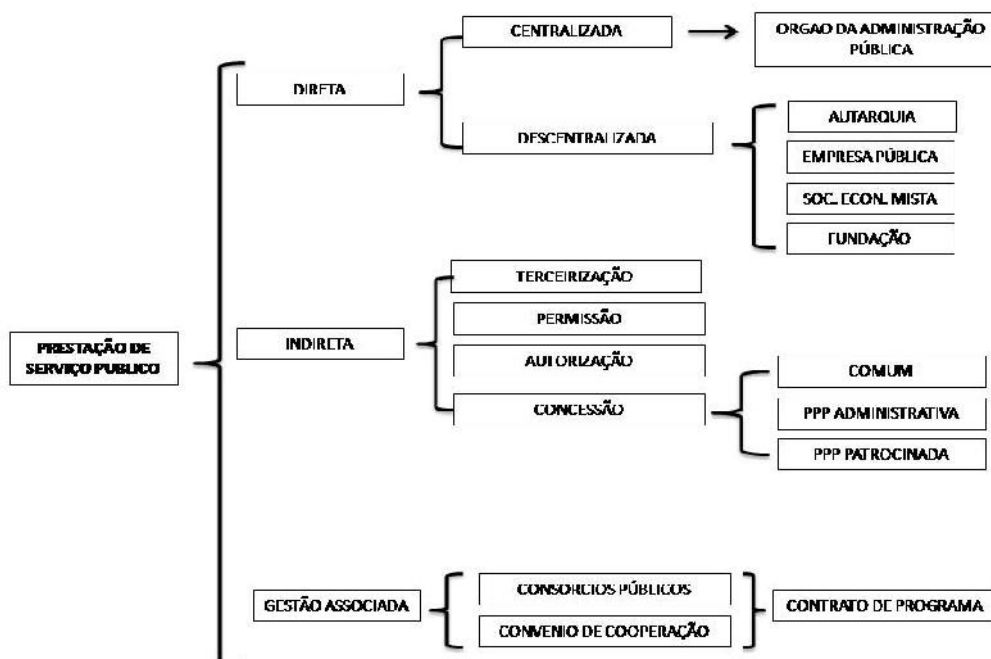 CENTRALIZADA
ORGAO DA ADMINISTRAÇÃO
PÚBLICA
DIRETA
DESCENTRALIZADA
AUTARQUIA
EMPRESA PÚBLICA
SOC. ECON. MISTA
FUNDAÇÃO
PRESTAÇÃO DE
SERVIÇO PUBLICO
INDIRETA
TERCEIRIZAÇÃO
PERMISSÃO
AUTORIZAÇÃO
CONCESSÃO
COMUM
PPP ADMINISTRATIVA
PPP PATROCINADA
GESTÃO ASSOCIADA
CONSORCIOS PÚBLICOS
CONVENIO DE COOPERAÇÃO
CONTRATO DE PROGRAMA